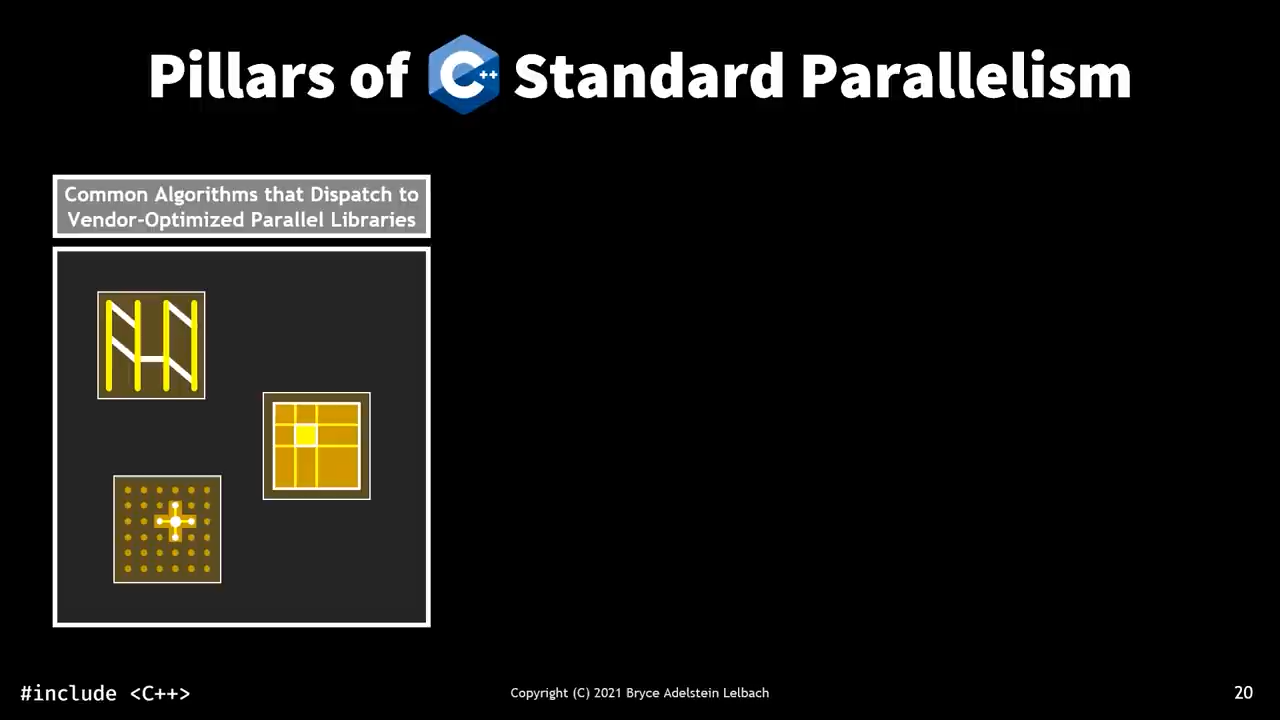 Pillars of C++ Standard Parallelism
Common Algorithms that Dispatch to
Vendor-Optimized Parallel Libraries
#include <C++>
Copyright (C) 2021 Bryce Adelstein Lelbach
20